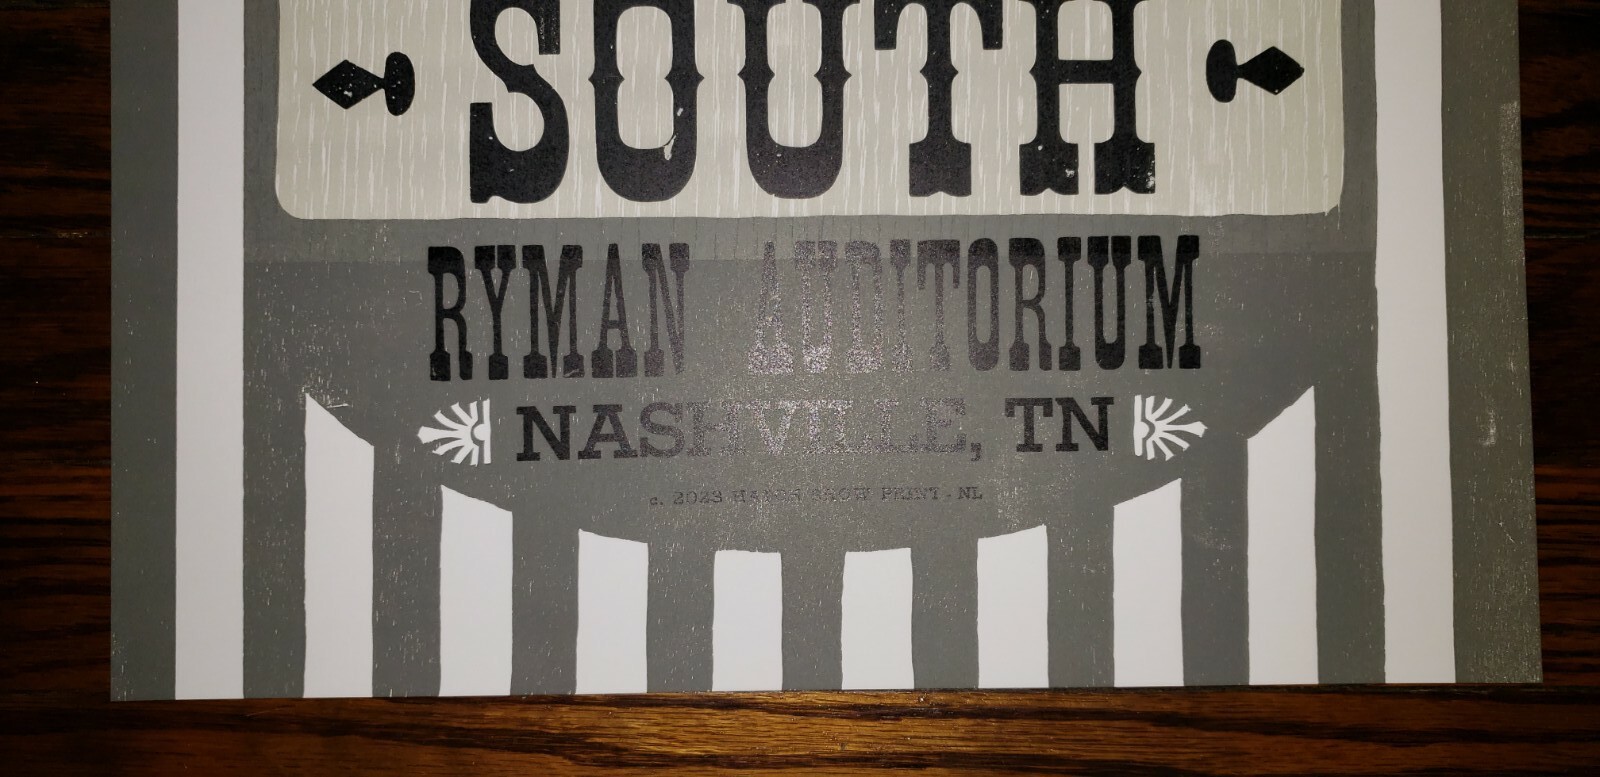 SOUTH
RYMAN AUDITORIUM
NASHVILLE, TN
c. 2023 HATCH SHOW PRINT - NL